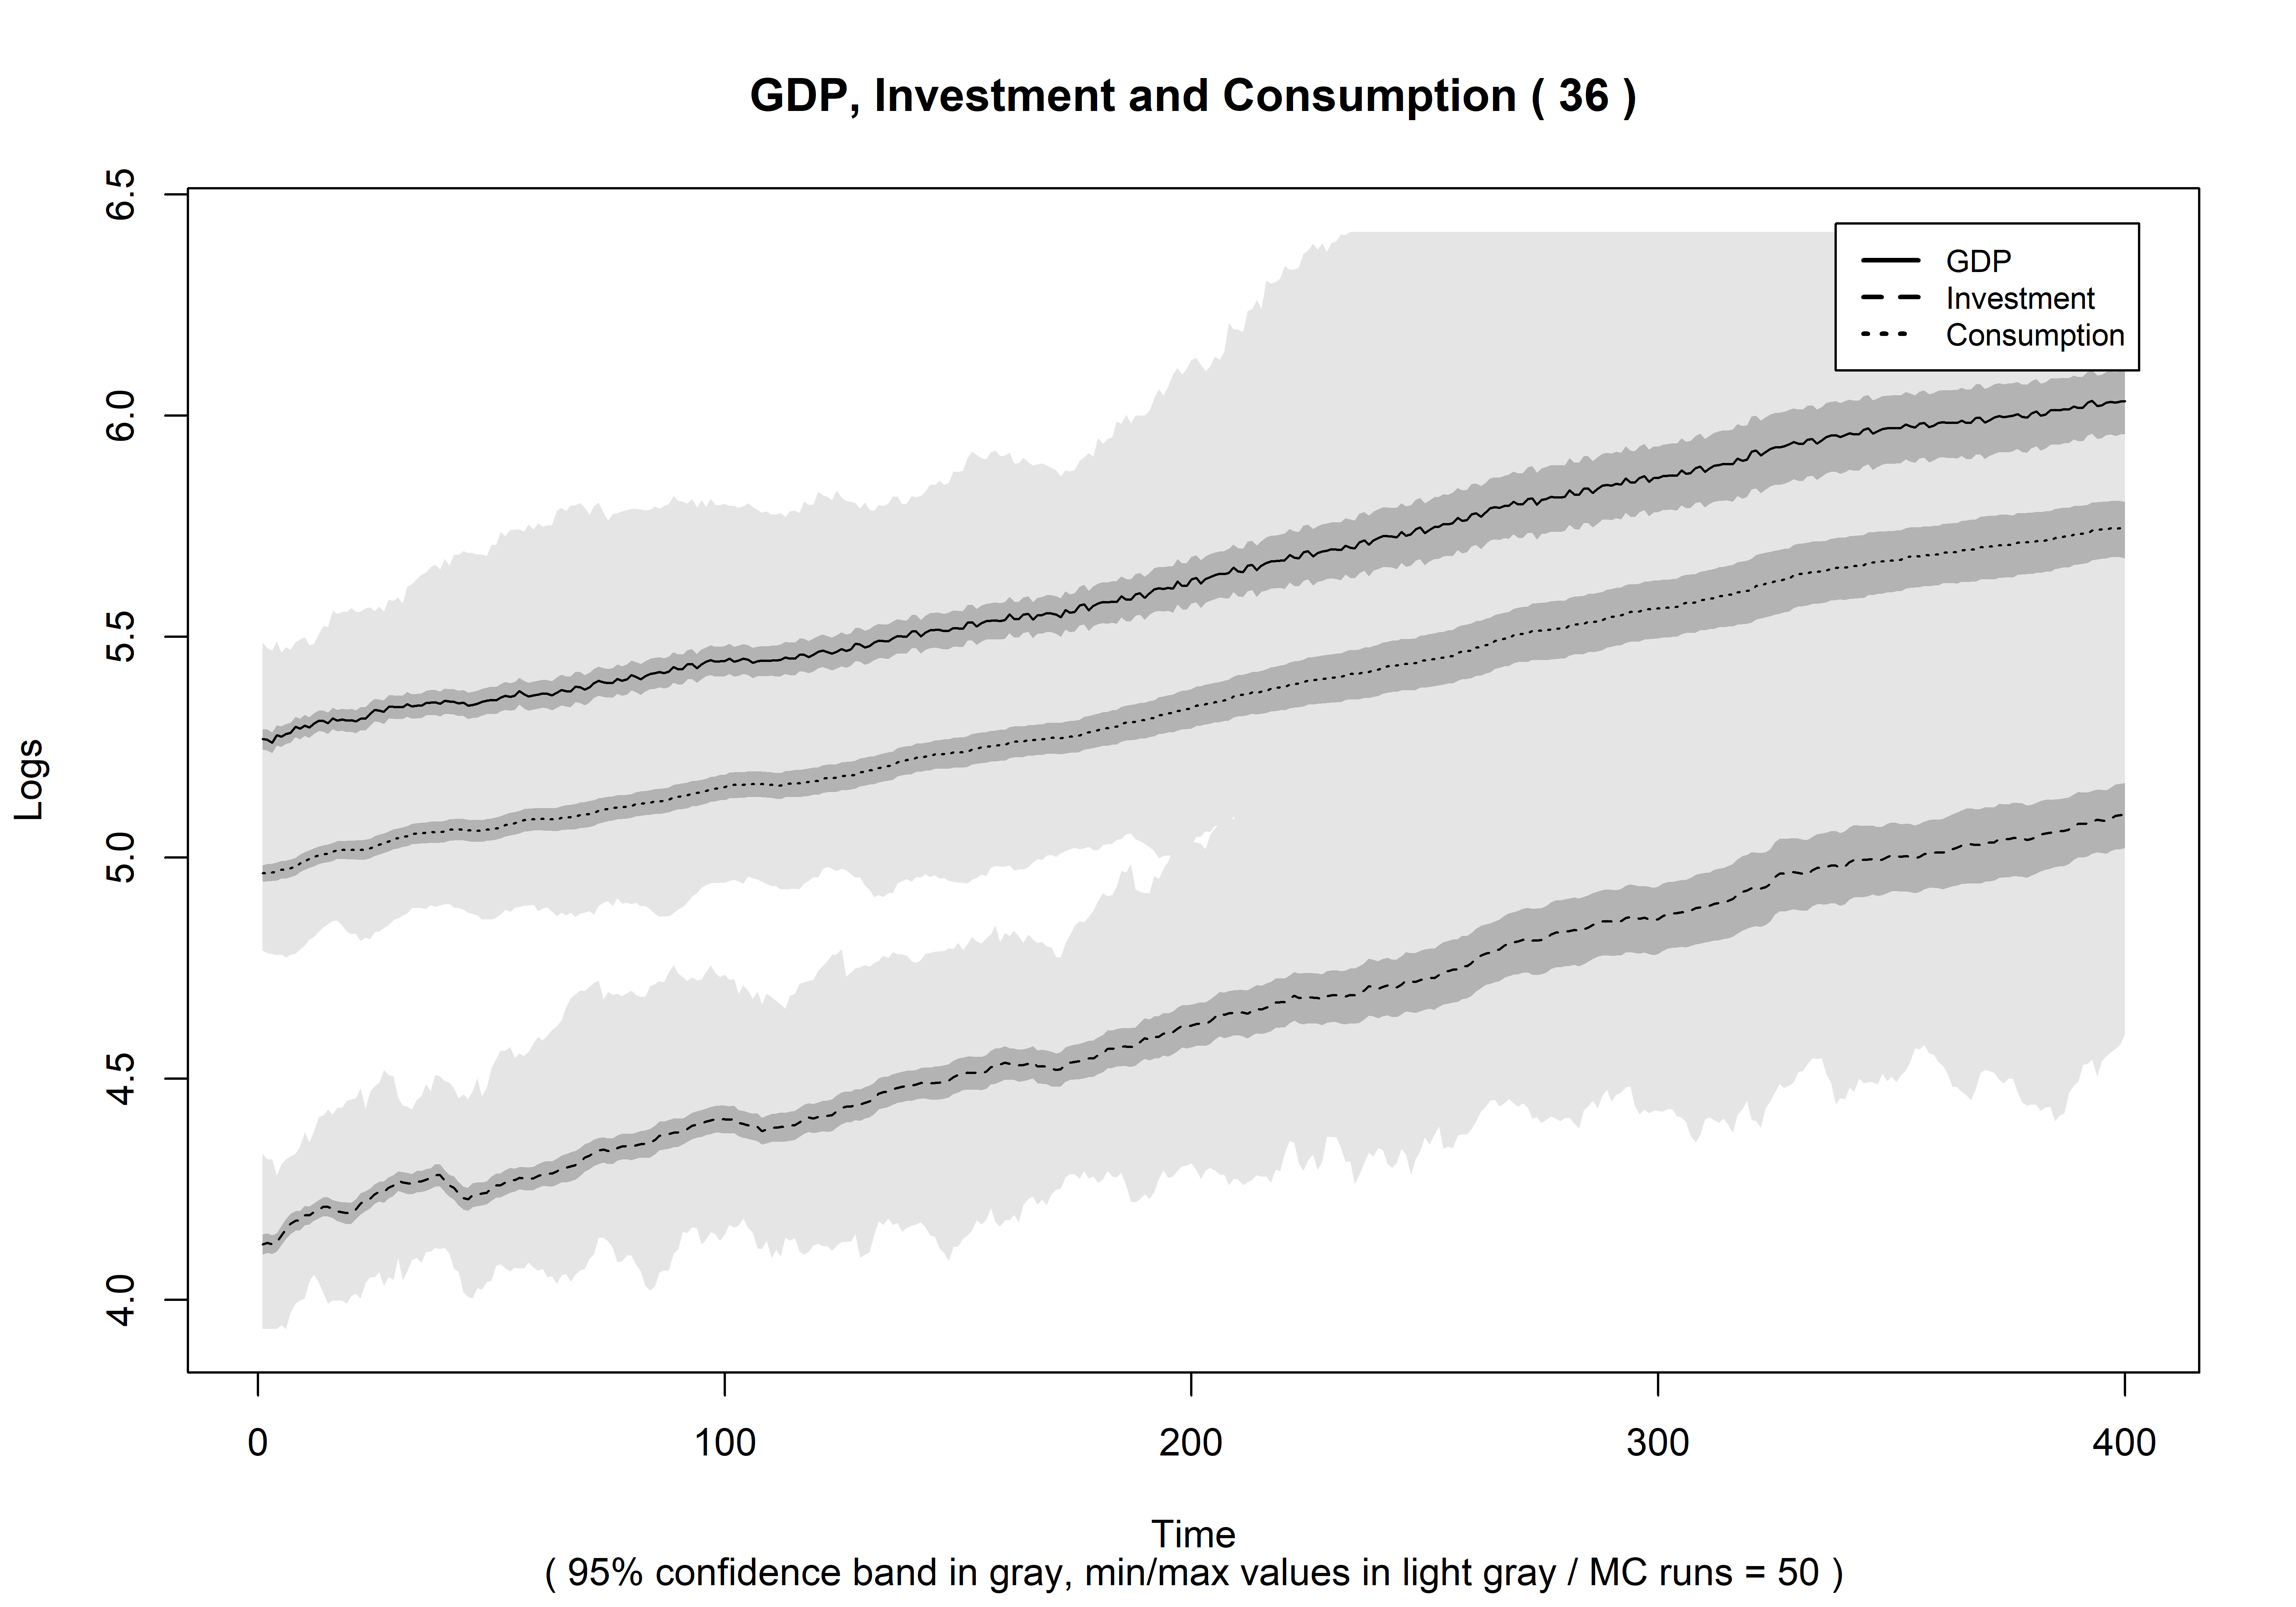 GDP, Investment and Consumption ( 36 )
6.5
6.0
5.5
5.0
4.5
4.0
Logs
GDP
Investment
Consumption
0 100 200 300 400
Time
( 95% confidence band in gray, min/max values in light gray / MC runs = 50 )